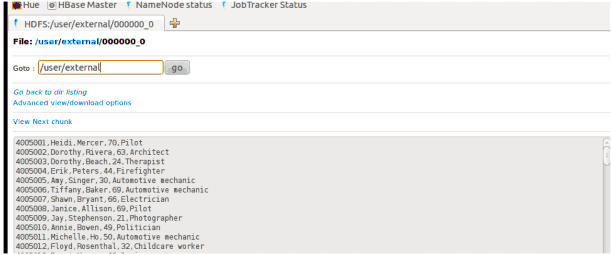 Hue HBase Master NameNode status JobTracker Status
HDFS:/user/external/000000_0
File: /user/external/000000_0
Goto : /user/external go
Go back to dir listing
Advanced view/download options
View Next chunk
4005001,Heidi,Mercer,70,Pilot
4005002,Dorothy,Rivera,63,Architect
4005003,Dorothy,Beach,24,Therapist
4005004,Erik,Peters,44,Firefighter
4005005,Amy,Singer,30,Automotive mechanic
4005006,Tiffany,Baker,69,Automotive mechanic
4005007,Shawn,Bryant,66,Electrician
4005008,Janice,Allison,69,Pilot
4005009,Jay,Stephenson,21,Photographer
4005010,Annie,Bowen,49,Politician
4005011,Michelle,Ho,50,Automotive mechanic
4005012,Floyd,Rosenthal,32,Childcare worker